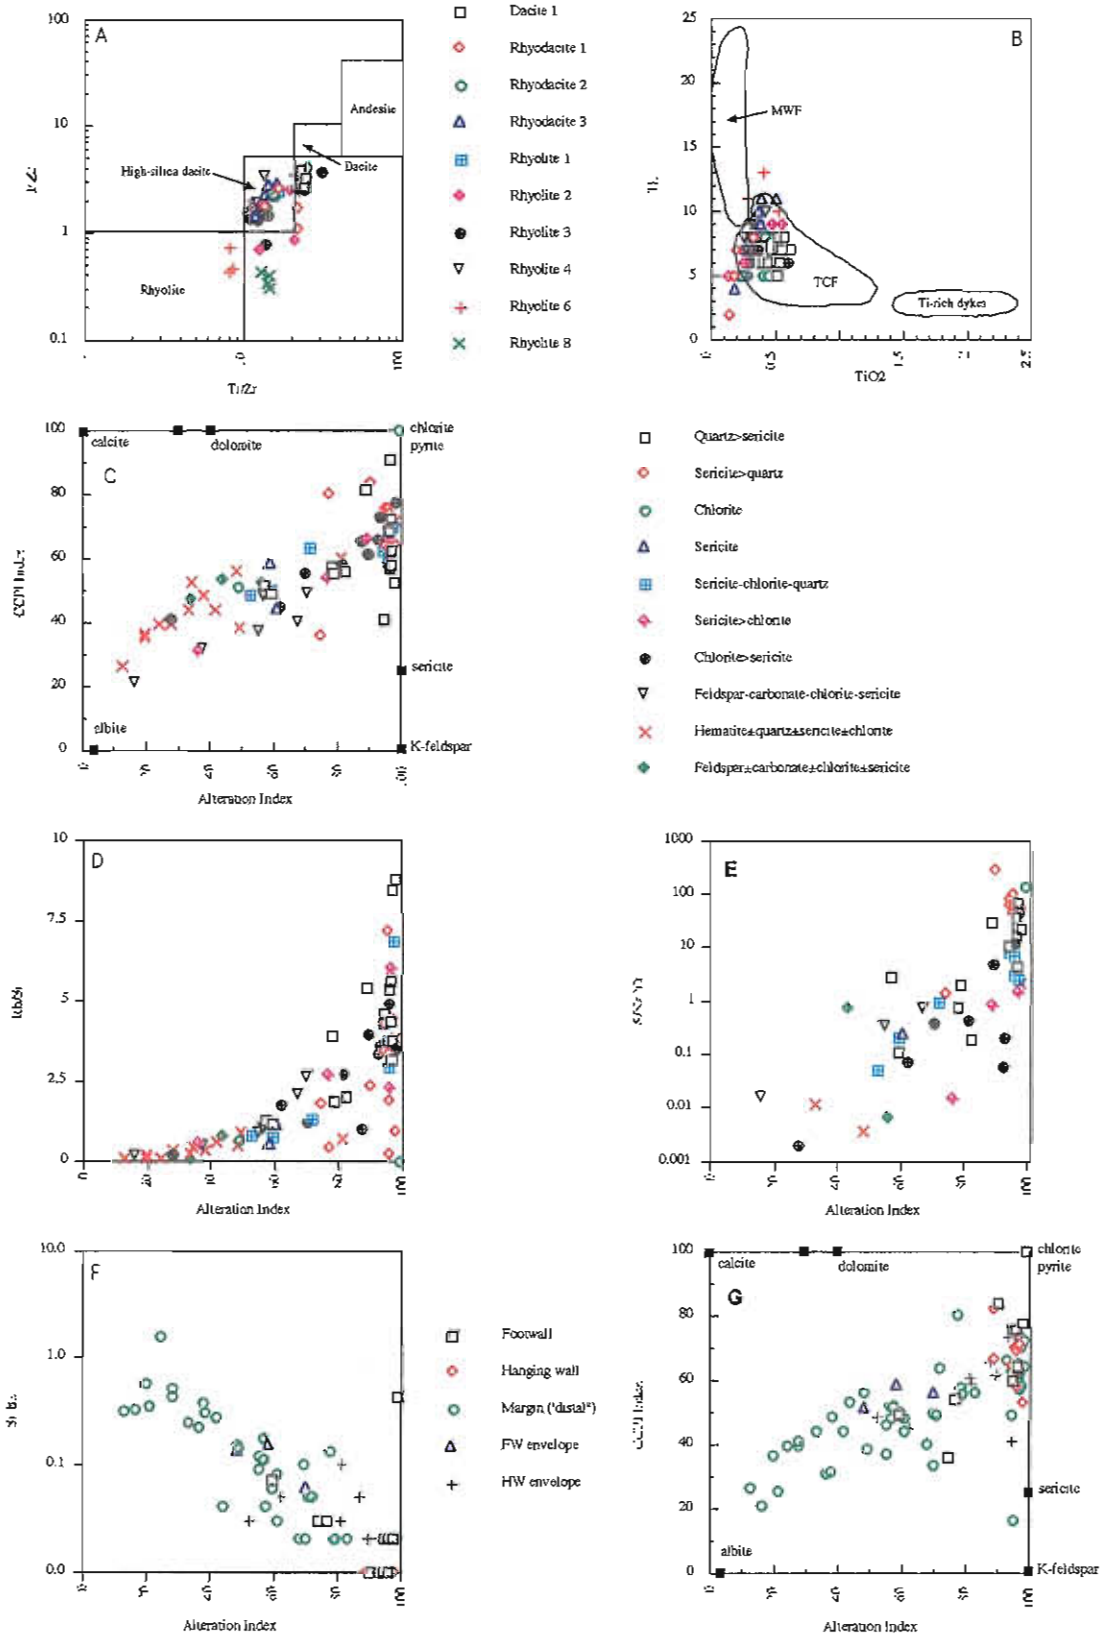 A
100
10
1
0.1
Andesite
High-silica dacite
Dacite
Rhyolite
Dacite 1
Rhyodacite 1
Rhyodacite 2
Rhyodacite 3
Rhyolite 1
Rhyolite 2
Rhyolite 3
Rhyolite 4
Rhyolite 6
Rhyolite 8
B
25
20
15
10
5
0
MWF
TCF
Ti-rich dykes
TiO2
C
100
80
60
40
20
0
calcite
dolomite
chlorite
pyrite
sericite
albite
K-feldspar
CCPI Index
Alteration Index
Quartz>sericite
Sericite>quartz
Chlorite
Sericite
Sericite-chlorite-quartz
Sericite>chlorite
Chlorite>sericite
Feldspar-carbonate-chlorite-sericite
Hematite±quartz±sericite±chlorite
Feldspar±carbonate±chlorite±sericite
D
10
7.5
5
2.5
0
Alteration Index
E
1000
100
10
1
0.1
0.01
0.001
Alteration Index
F
10.0
1.0
0.1
0.0
Alteration Index
Footwall
Hanging wall
Margin ("distal")
FW envelope
HW envelope
G
100
80
60
40
20
0
calcite
dolomite
chlorite
pyrite
sericite
albite
K-feldspar
CCPI Index
Alteration Index